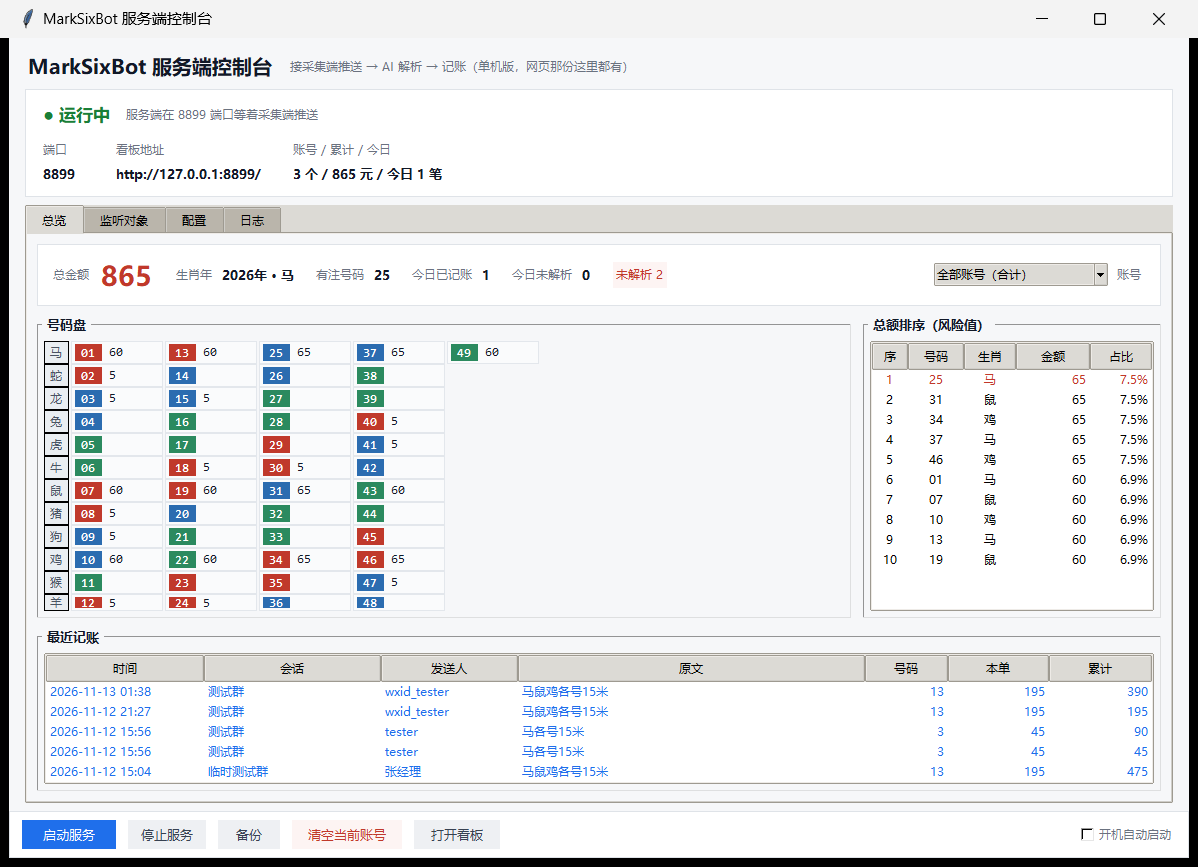 MarkSixBot 服务端控制台
MarkSixBot 服务端控制台 接采集端推送 → AI 解析 → 记账（单机版，网页那份这里都有）
● 运行中 服务端在 8899 端口等着采集端推送
端口 看板地址 账号 / 累计 / 今日
8899 http://127.0.0.1:8899/ 3 个 / 865 元 / 今日 1 笔
总览 监听对象 配置 日志
总金额 865 生肖年 2026年 · 马 有注号码 25 今日已记账 1 今日未解析 0 未解析 2 全部账号（合计） 账号
号码盘
马 01 60 13 60 25 65 37 65 49 60
蛇 02 5 14 26 38
龙 03 5 15 5 27 39
兔 04 16 28 40 5
虎 05 17 29 41 5
牛 06 18 5 30 5 42
鼠 07 60 19 60 31 65 43 60
猪 08 5 20 32 44
狗 09 5 21 33 45
鸡 10 60 22 60 34 65 46 65
猴 11 23 35 47 5
羊 12 5 24 5 36 48
总额排序（风险值）
序 号码 生肖 金额 占比
1 25 马 65 7.5%
2 31 鼠 65 7.5%
3 34 鸡 65 7.5%
4 37 马 65 7.5%
5 46 鸡 65 7.5%
6 01 马 60 6.9%
7 07 鼠 60 6.9%
8 10 鸡 60 6.9%
9 13 马 60 6.9%
10 19 鼠 60 6.9%
最近记账
时间 会话 发送人 原文 号码 本单 累计
2026-11-13 01:38 测试群 wxid_tester 马鼠鸡各号15米 13 195 390
2026-11-12 21:27 测试群 wxid_tester 马鼠鸡各号15米 13 195 195
2026-11-12 15:56 测试群 tester 马各号15米 3 45 90
2026-11-12 15:56 测试群 tester 马各号15米 3 45 45
2026-11-12 15:04 临时测试群 张经理 马鼠鸡各号15米 13 195 475
启动服务 停止服务 备份 清空当前账号 打开看板 开机自动启动